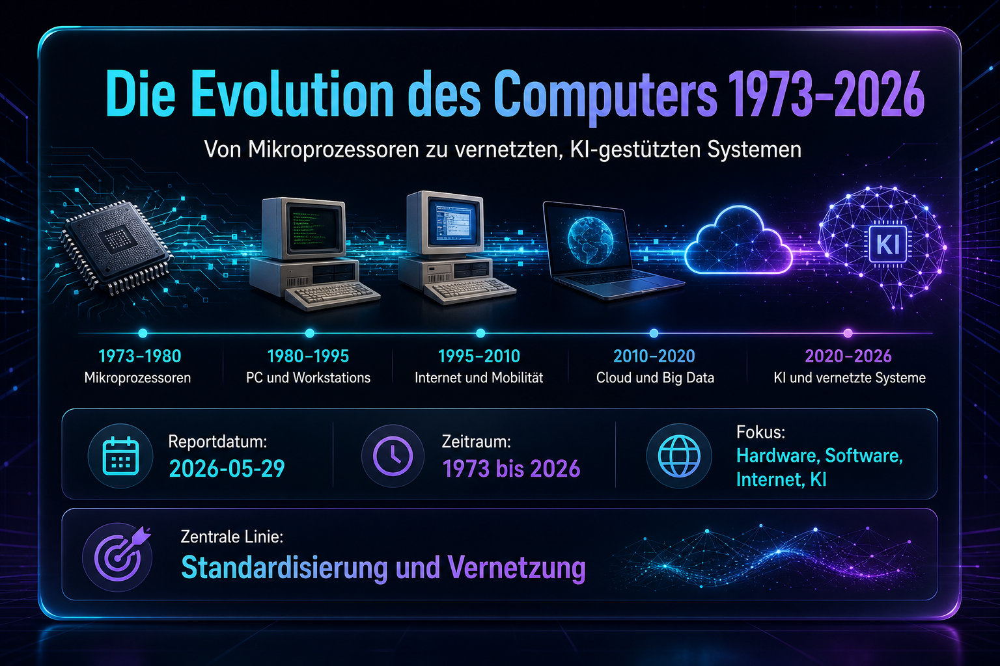 Die Evolution des Computers 1973–2026
Von Mikroprozessoren zu vernetzten, KI-gestützten Systemen
KI
1973–1980
Mikroprozessoren
1980–1995
PC und Workstations
1995–2010
Internet und Mobilität
2010–2020
Cloud und Big Data
2020–2026
KI und vernetzte Systeme
Reportdatum:
2026-05-29
Zeitraum:
1973 bis 2026
Fokus:
Hardware, Software,
Internet, KI
Zentrale Linie:
Standardisierung und Vernetzung